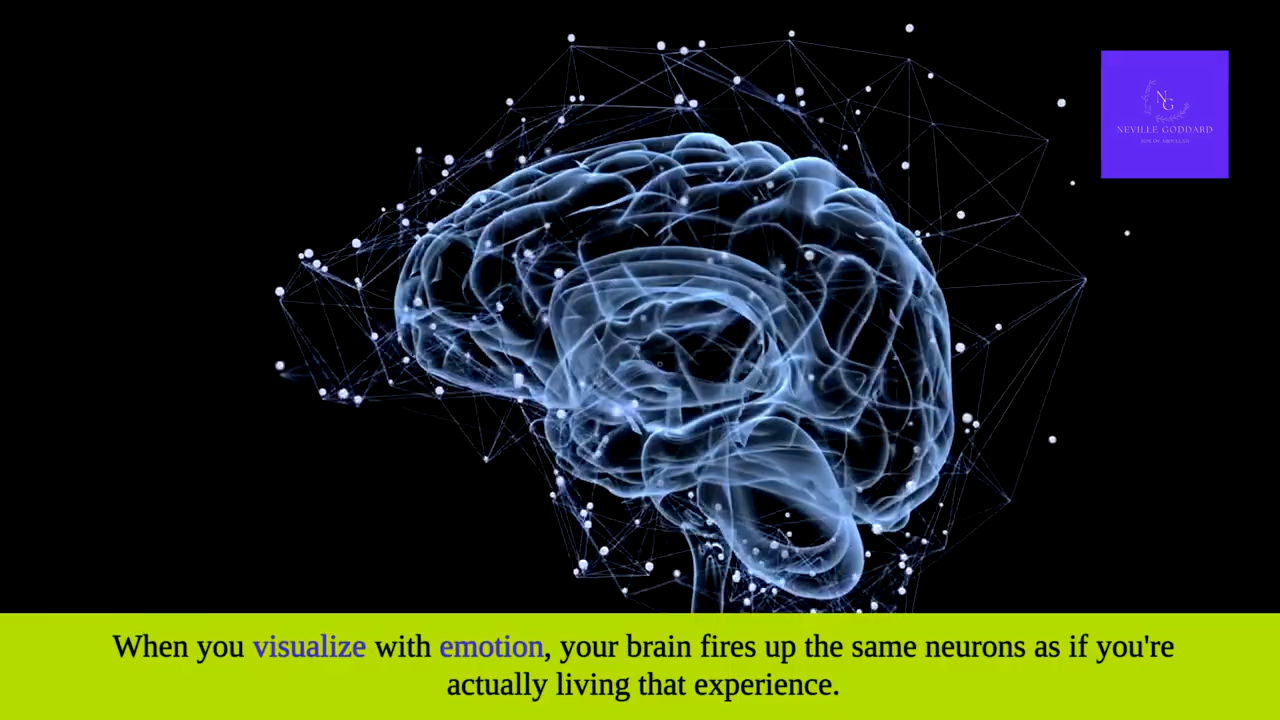 NG
NEVILLE GODDARD
When you visualize with emotion, your brain fires up the same neurons as if you're
actually living that experience.